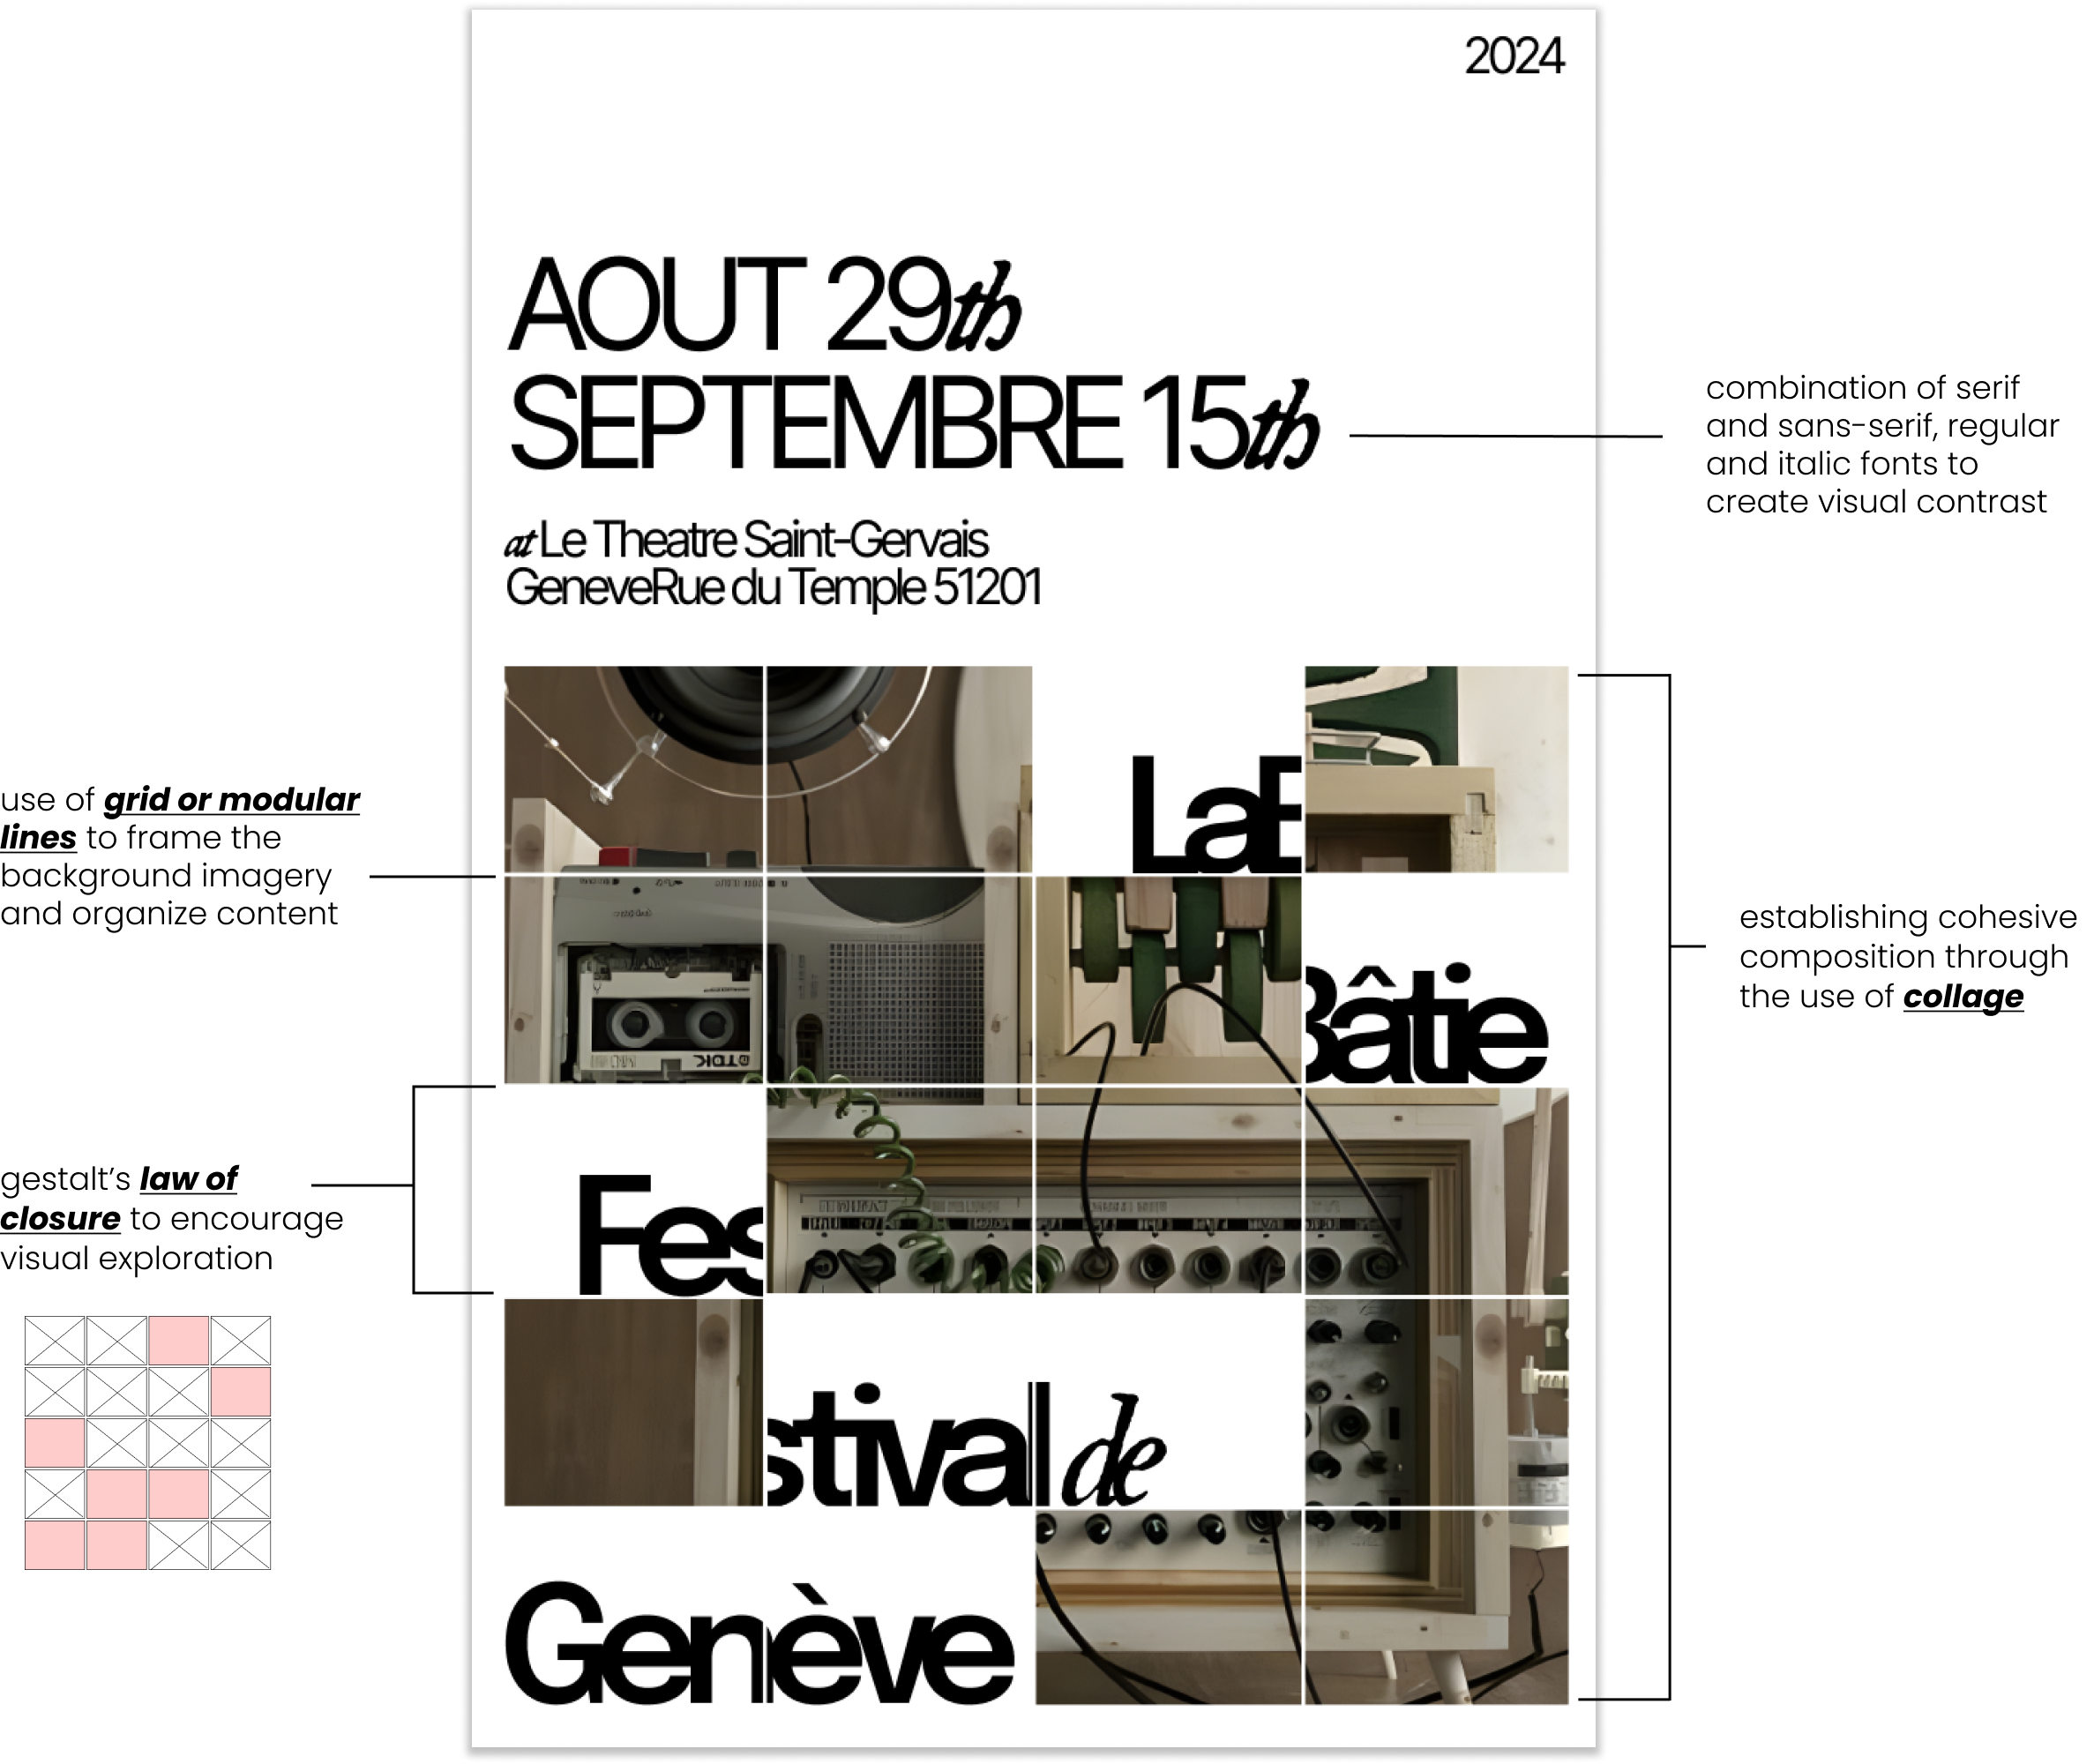 2024
AOUT 29th
SEPTEMBRE 15th
at Le Theatre Saint-Gervais
GeneveRue du Temple 51201
combination of serif
and sans-serif, regular
and italic fonts to
create visual contrast
use of grid or modular
lines to frame the
background imagery
and organize content
LaB
Bâtie
establishing cohesive
composition through
the use of collage
gestalt's law of
closure to encourage
visual exploration
Fes
stival de
Genève
TDK